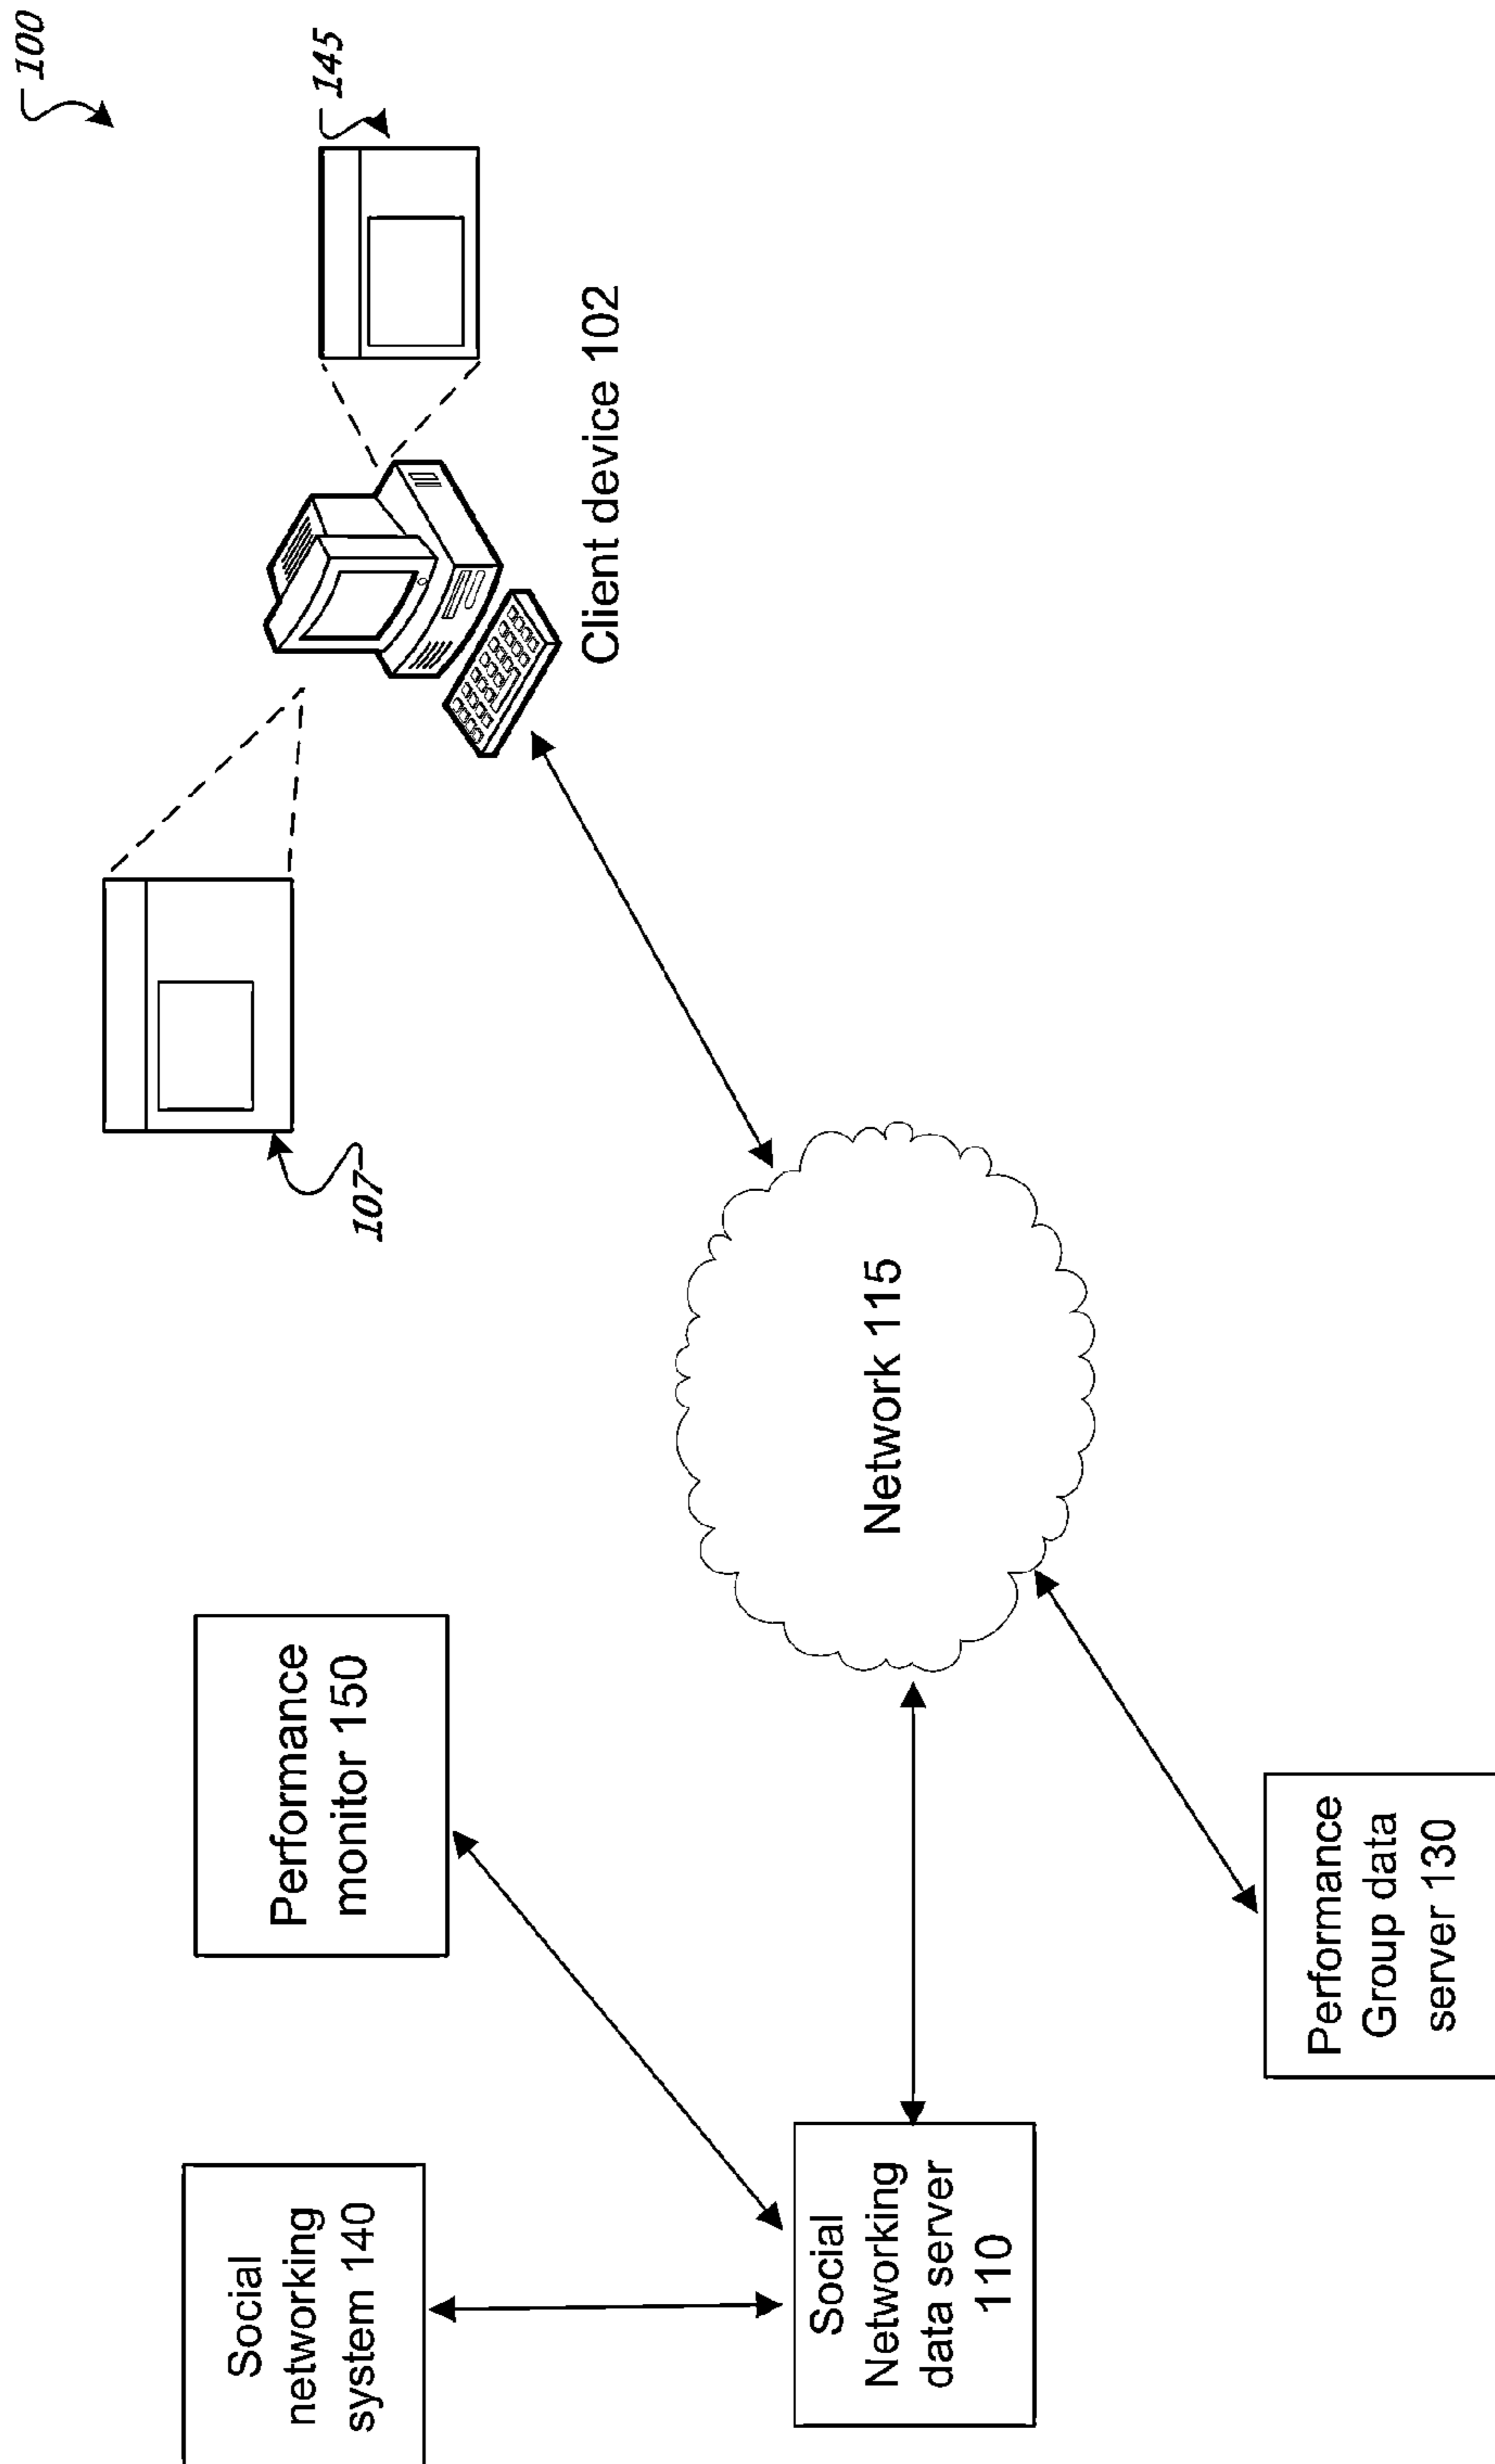 100
Social
networking
system 140
Performance
monitor 150
107
145
Client device 102
Social
Networking
data server
110
Network 115
Performance
Group data
server 130